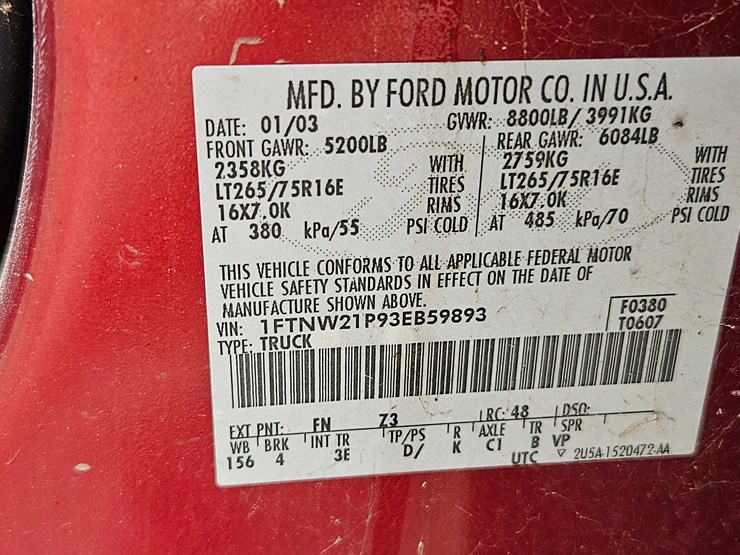 MFD. BY FORD MOTOR CO. IN U.S.A.
DATE: 01/03 GVWR: 8800LB/ 3991KG
FRONT GAWR: 5200LB REAR GAWR: 6084LB
2358KG WITH 2759KG WITH
LT265/75R16E TIRES LT265/75R16E TIRES
16X7.0K RIMS 16X7.0K RIMS
AT 380 kPa/55 PSI COLD AT 485 kPa/70 PSI COLD
THIS VEHICLE CONFORMS TO ALL APPLICABLE FEDERAL MOTOR
VEHICLE SAFETY STANDARDS IN EFFECT ON THE DATE OF
MANUFACTURE SHOWN ABOVE.
VIN: 1FTNW21P93EB59893 F0380
TYPE: TRUCK T0607
EXT PNT: FN Z3 RC: 48 DSO:
WB BRK INT TR TP/PS R AXLE TR SPR
156 4 3E D/ K C1 B VP
UTC ▽ 2U5A-1520472-AA